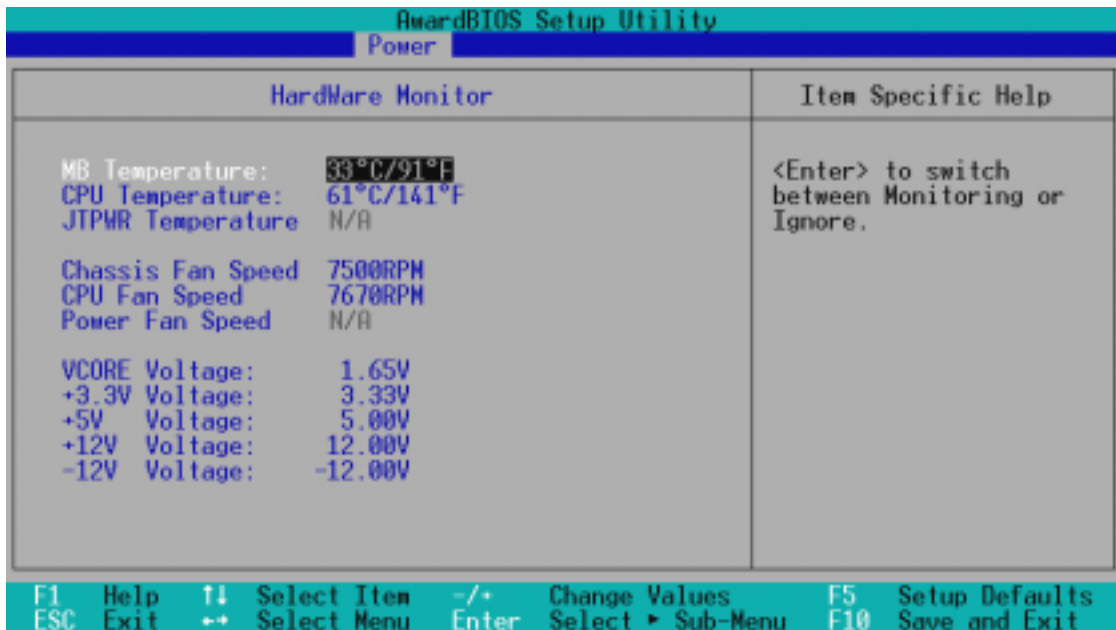 AwardBIOS Setup Utility
Power
HardWare Monitor
Item Specific Help
MB Temperature: 33°C/91°F
CPU Temperature: 61°C/141°F
JTPWR Temperature N/A
Chassis Fan Speed 7500RPM
CPU Fan Speed 7670RPM
Power Fan Speed N/A
VCORE Voltage: 1.65V
+3.3V Voltage: 3.33V
+5V Voltage: 5.00V
+12V Voltage: 12.00V
-12V Voltage: -12.00V
<Enter> to switch
between Monitoring or
Ignore.
F1 Help ↑↓ Select Item -/+ Change Values F5 Setup Defaults
ESC Exit ←→ Select Menu Enter Select ► Sub-Menu F10 Save and Exit